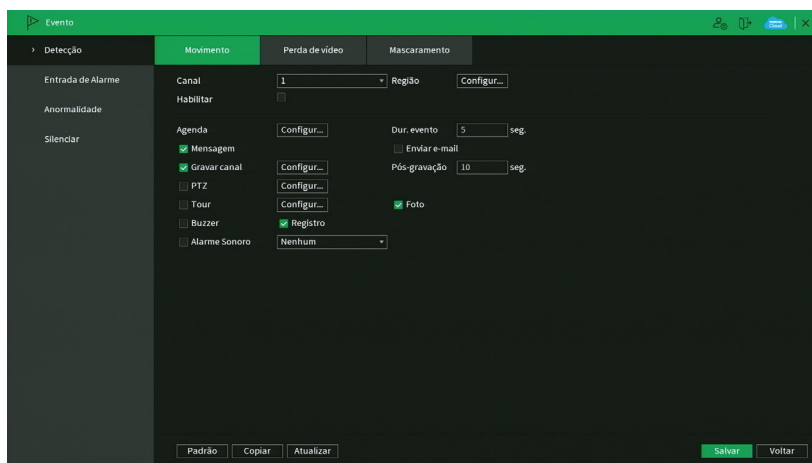 Evento
Detecção
Entrada de Alarme
Anormalidade
Silenciar
Movimento Perda de vídeo Mascaramento
Canal 1 Região Configur...
Habilitar
Agenda Configur... Dur. evento 5 seg.
Mensagem Enviar e-mail
Gravar canal Configur... Pós-gravação 10 seg.
PTZ Configur...
Tour Configur... Foto
Buzzer Registro
Alarme Sonoro Nenhum
Padrão Copiar Atualizar Salvar Voltar